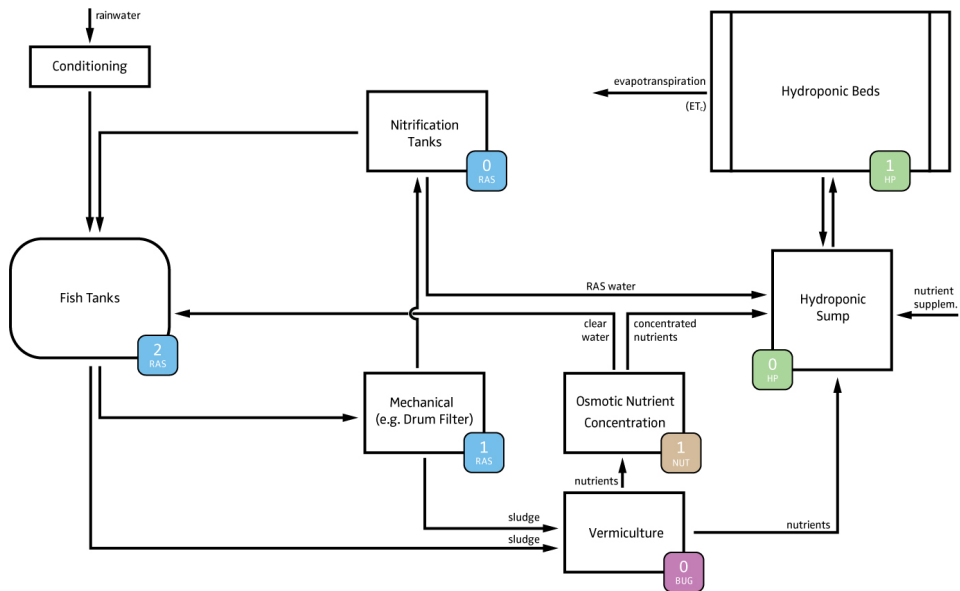 rainwater
Conditioning
evapotranspiration
(ETc)
Hydroponic Beds
1
HP
Nitrification
Tanks
0
RAS
Fish Tanks
2
RAS
RAS water
Hydroponic
Sump
0
HP
nutrient
supplem.
clear
water
concentrated
nutrients
Mechanical
(e.g. Drum Filter)
1
RAS
Osmotic Nutrient
Concentration
1
NUT
nutrients
sludge
sludge
Vermiculture
0
BUG
nutrients